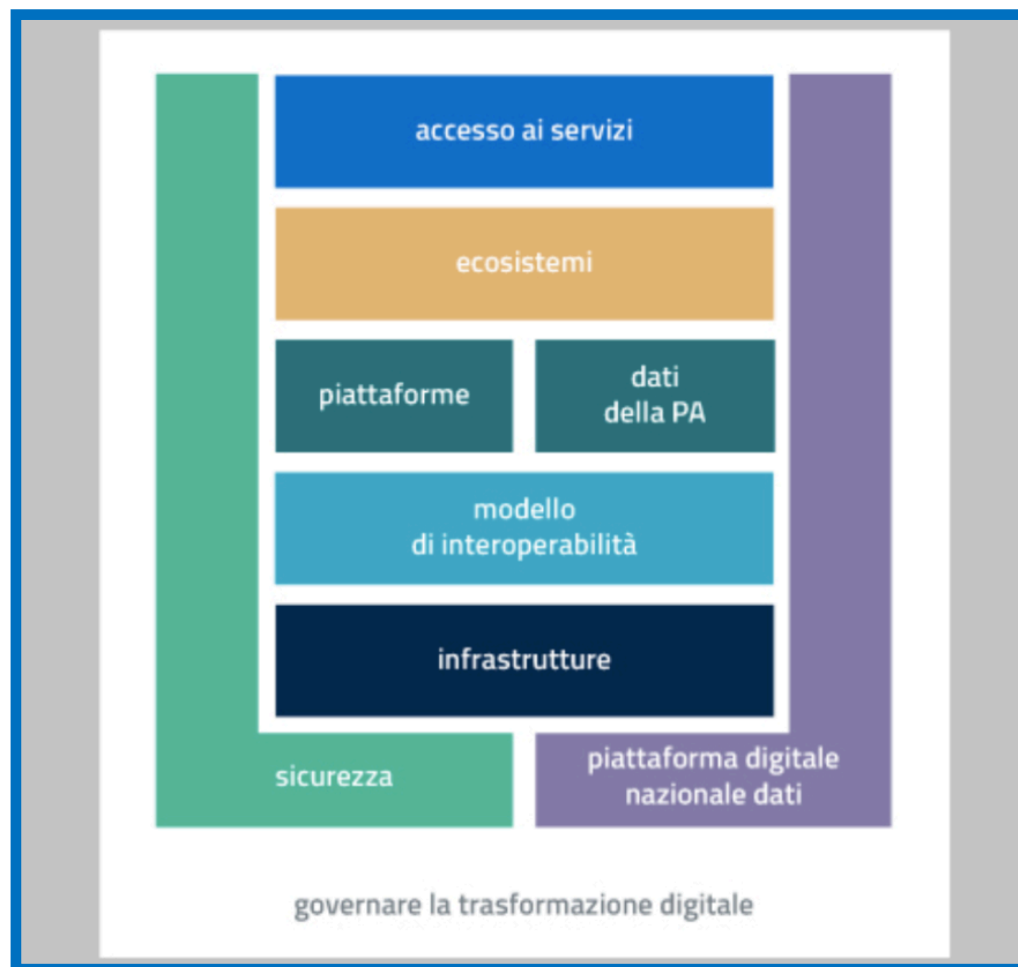 accesso ai servizi
ecosistemi
piattaforme
dati
della PA
modello
di interoperabilità
infrastrutture
sicurezza
piattaforma digitale
nazionale dati
governare la trasformazione digitale